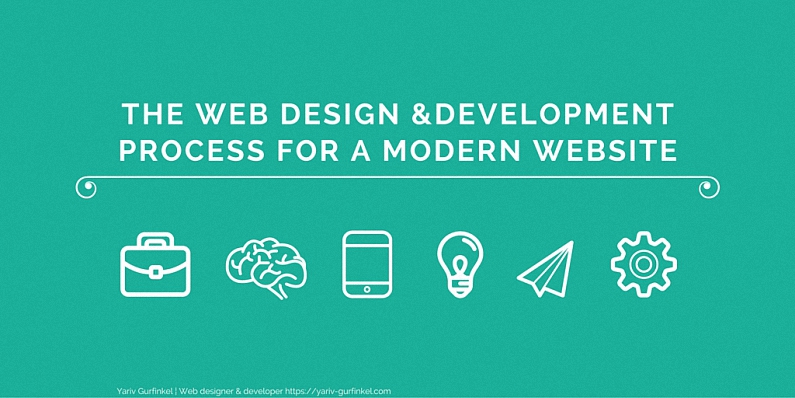 THE WEB DESIGN &DEVELOPMENT
PROCESS FOR A MODERN WEBSITE
Yariv Gurfinkel ¦ Web designer & developer https://yariv-gurfinkel.com